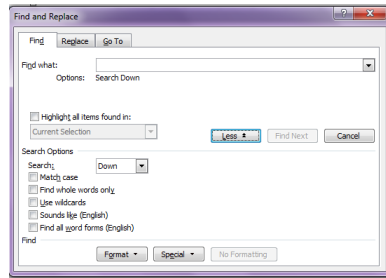 Find and Replace
Find Replace Go To
Find what:
Options: Search Down
Highlight all items found in:
Current Selection
Less Find Next Cancel
Search Options
Search: Down
Match case
Find whole words only
Use wildcards
Sounds like (English)
Find all word forms (English)
Find
Format Special No Formatting